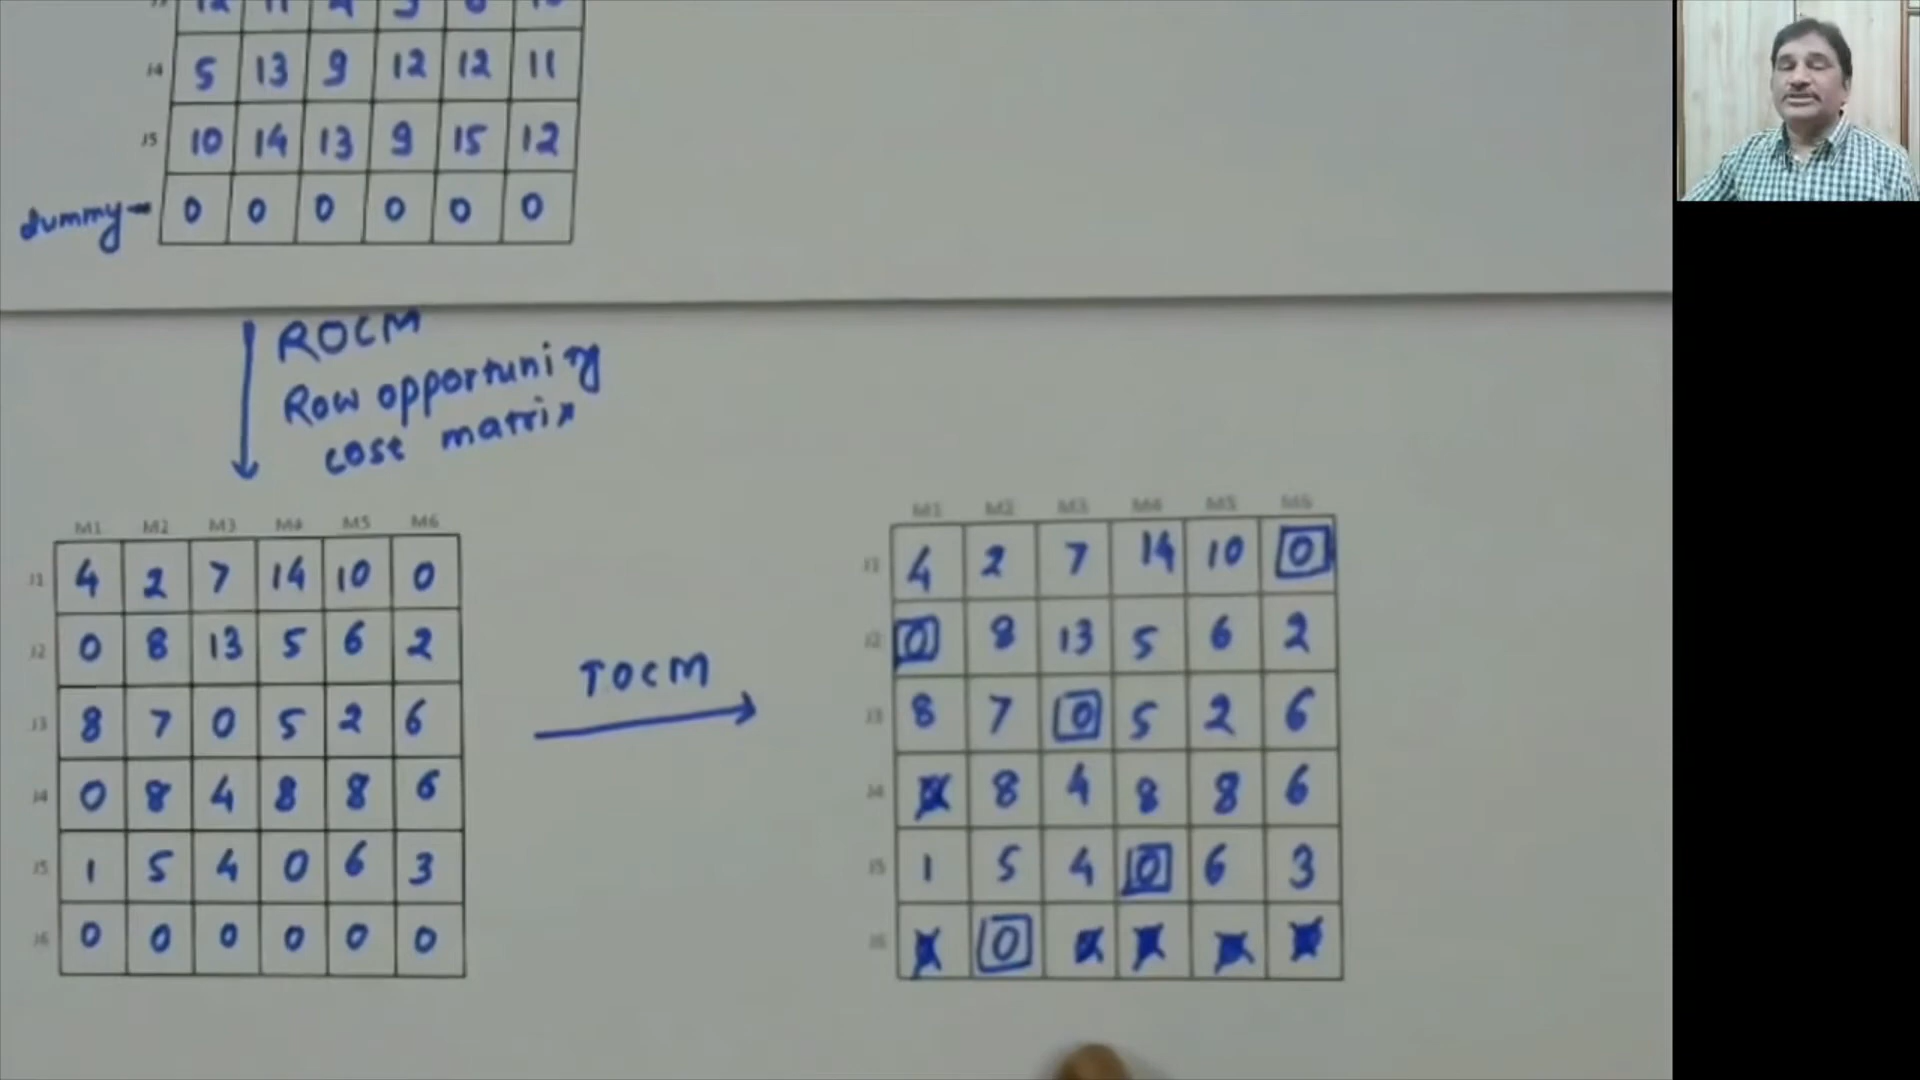 J4 5 13 9 12 12 11
J5 10 14 13 9 15 12
dummy 0 0 0 0 0 0
ROCM
Row opportuniy
cost matrix
M1 M2 M3 M4 M5 M6
J1 4 2 7 14 10 0
J2 0 8 13 5 6 2
J3 8 7 0 5 2 6
J4 0 8 4 8 8 6
J5 1 5 4 0 6 3
J6 0 0 0 0 0 0
TOCM
M1 M2 M3 M4 M5 M6
J1 4 2 7 14 10 0
J2 0 8 13 5 6 2
J3 8 7 0 5 2 6
J4 8 4 8 8 6
J5 1 5 4 0 6 3
J6 0